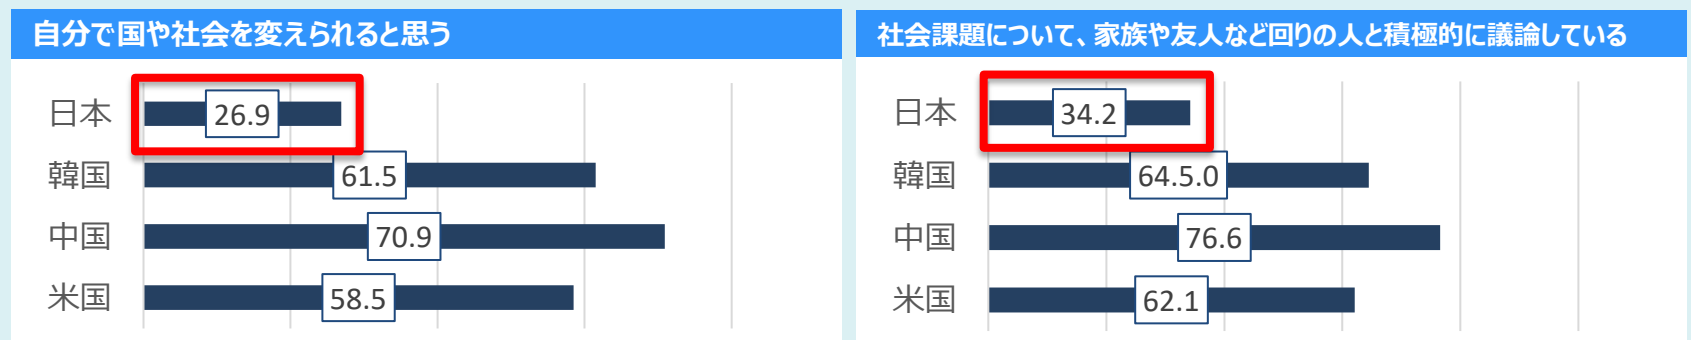 自分で国や社会を変えられると思う
日本 26.9
韓国 61.5
中国 70.9
米国 58.5
社会課題について、家族や友人など回りの人と積極的に議論している
日本 34.2
韓国 64.5.0
中国 76.6
米国 62.1